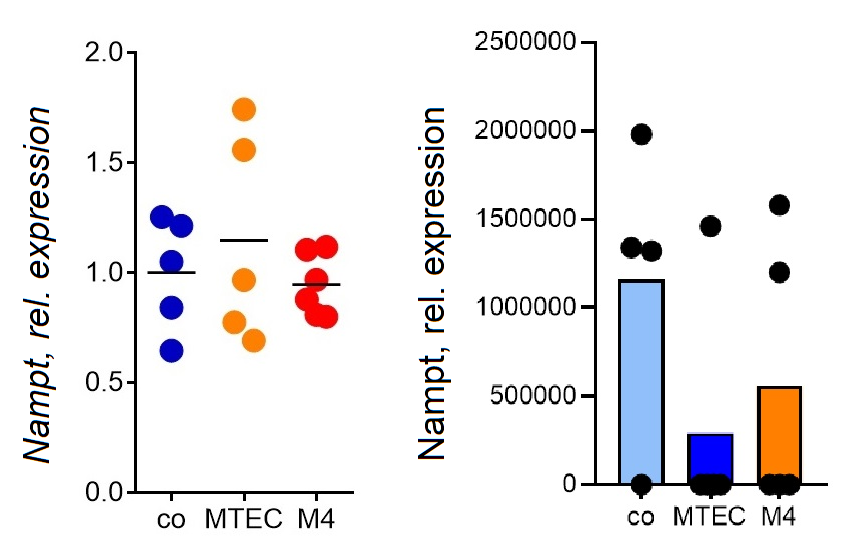 Nampt, rel. expression
2.0
1.5
1.0
0.5
0.0
co MTEC M4
Nampt, rel. expression
2500000
2000000
1500000
1000000
500000
0
co MTEC M4